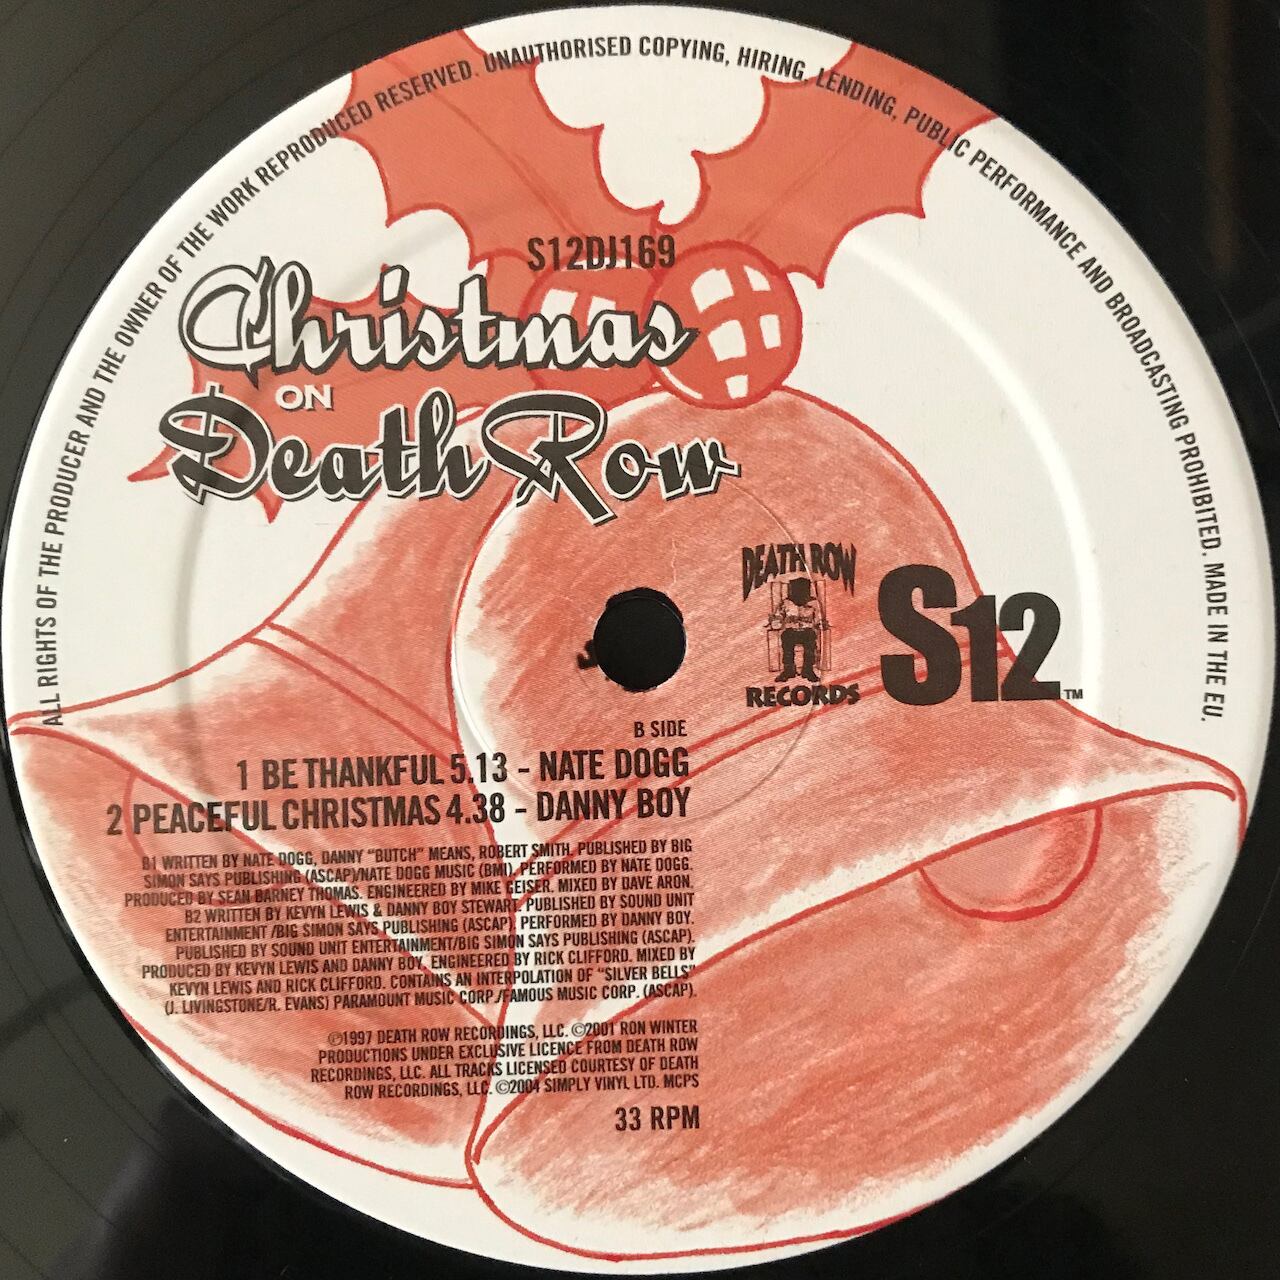 ALL RIGHTS OF THE PRODUCER AND THE OWNER OF THE WORK REPRODUCED RESERVED. UNAUTHORISED COPYING, HIRING, LENDING, PUBLIC PERFORMANCE AND BROADCASTING PROHIBITED. MADE IN THE EU.
S12DJ169
Christmas
ON
Death Row
DEATH ROW
RECORDS
S12™
B SIDE
1 BE THANKFUL 5.13 - NATE DOGG
2 PEACEFUL CHRISTMAS 4.38 - DANNY BOY
B1 WRITTEN BY NATE DOGG, DANNY “BUTCH” MEANS, ROBERT SMITH. PUBLISHED BY BIG
SIMON SAYS PUBLISHING (ASCAP)/NATE DOGG MUSIC (BMI). PERFORMED BY NATE DOGG.
PRODUCED BY SEAN BARNEY THOMAS. ENGINEERED BY MIKE GEISER. MIXED BY DAVE ARON.
B2 WRITTEN BY KEVYN LEWIS & DANNY BOY STEWART. PUBLISHED BY SOUND UNIT
ENTERTAINMENT /BIG SIMON SAYS PUBLISHING (ASCAP). PERFORMED BY DANNY BOY.
PUBLISHED BY SOUND UNIT ENTERTAINMENT/BIG SIMON SAYS PUBLISHING (ASCAP).
PRODUCED BY KEVYN LEWIS AND DANNY BOY. ENGINEERED BY RICK CLIFFORD. MIXED BY
KEVYN LEWIS AND RICK CLIFFORD. CONTAINS AN INTERPOLATION OF “SILVER BELLS”
(J. LIVINGSTONE/R. EVANS) PARAMOUNT MUSIC CORP./FAMOUS MUSIC CORP. (ASCAP).
℗1997 DEATH ROW RECORDINGS, LLC. ©2001 RON WINTER
PRODUCTIONS UNDER EXCLUSIVE LICENCE FROM DEATH ROW
RECORDINGS, LLC. ALL TRACKS LICENSED COURTESY OF DEATH
ROW RECORDINGS, LLC. ©2004 SIMPLY VINYL LTD. MCPS
33 RPM